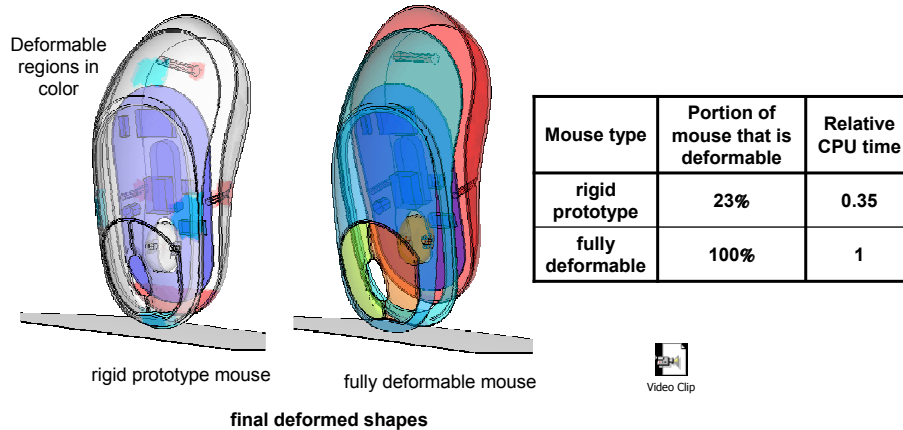 Deformable
regions in
color
Mouse type
Portion of
mouse that is
deformable
Relative
CPU time
rigid
prototype
23%
0.35
fully
deformable
100%
1
rigid prototype mouse
fully deformable mouse
Video Clip
final deformed shapes